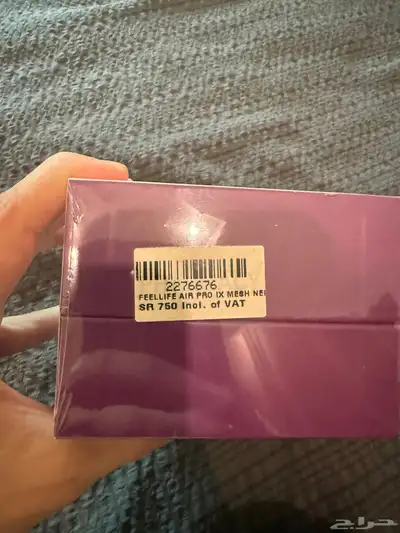 2276676
FEELLIFE AIR PRO IX MESH NE
SR 750 Incl. of VAT
حراج